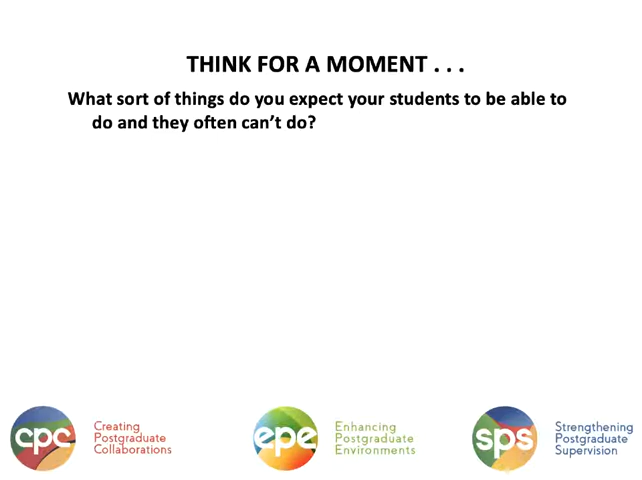 THINK FOR A MOMENT . . .
What sort of things do you expect your students to be able to
do and they often can’t do?
cpc
Creating
Postgraduate
Collaborations
epe
Enhancing
Postgraduate
Environments
sps
Strengthening
Postgraduate
Supervision